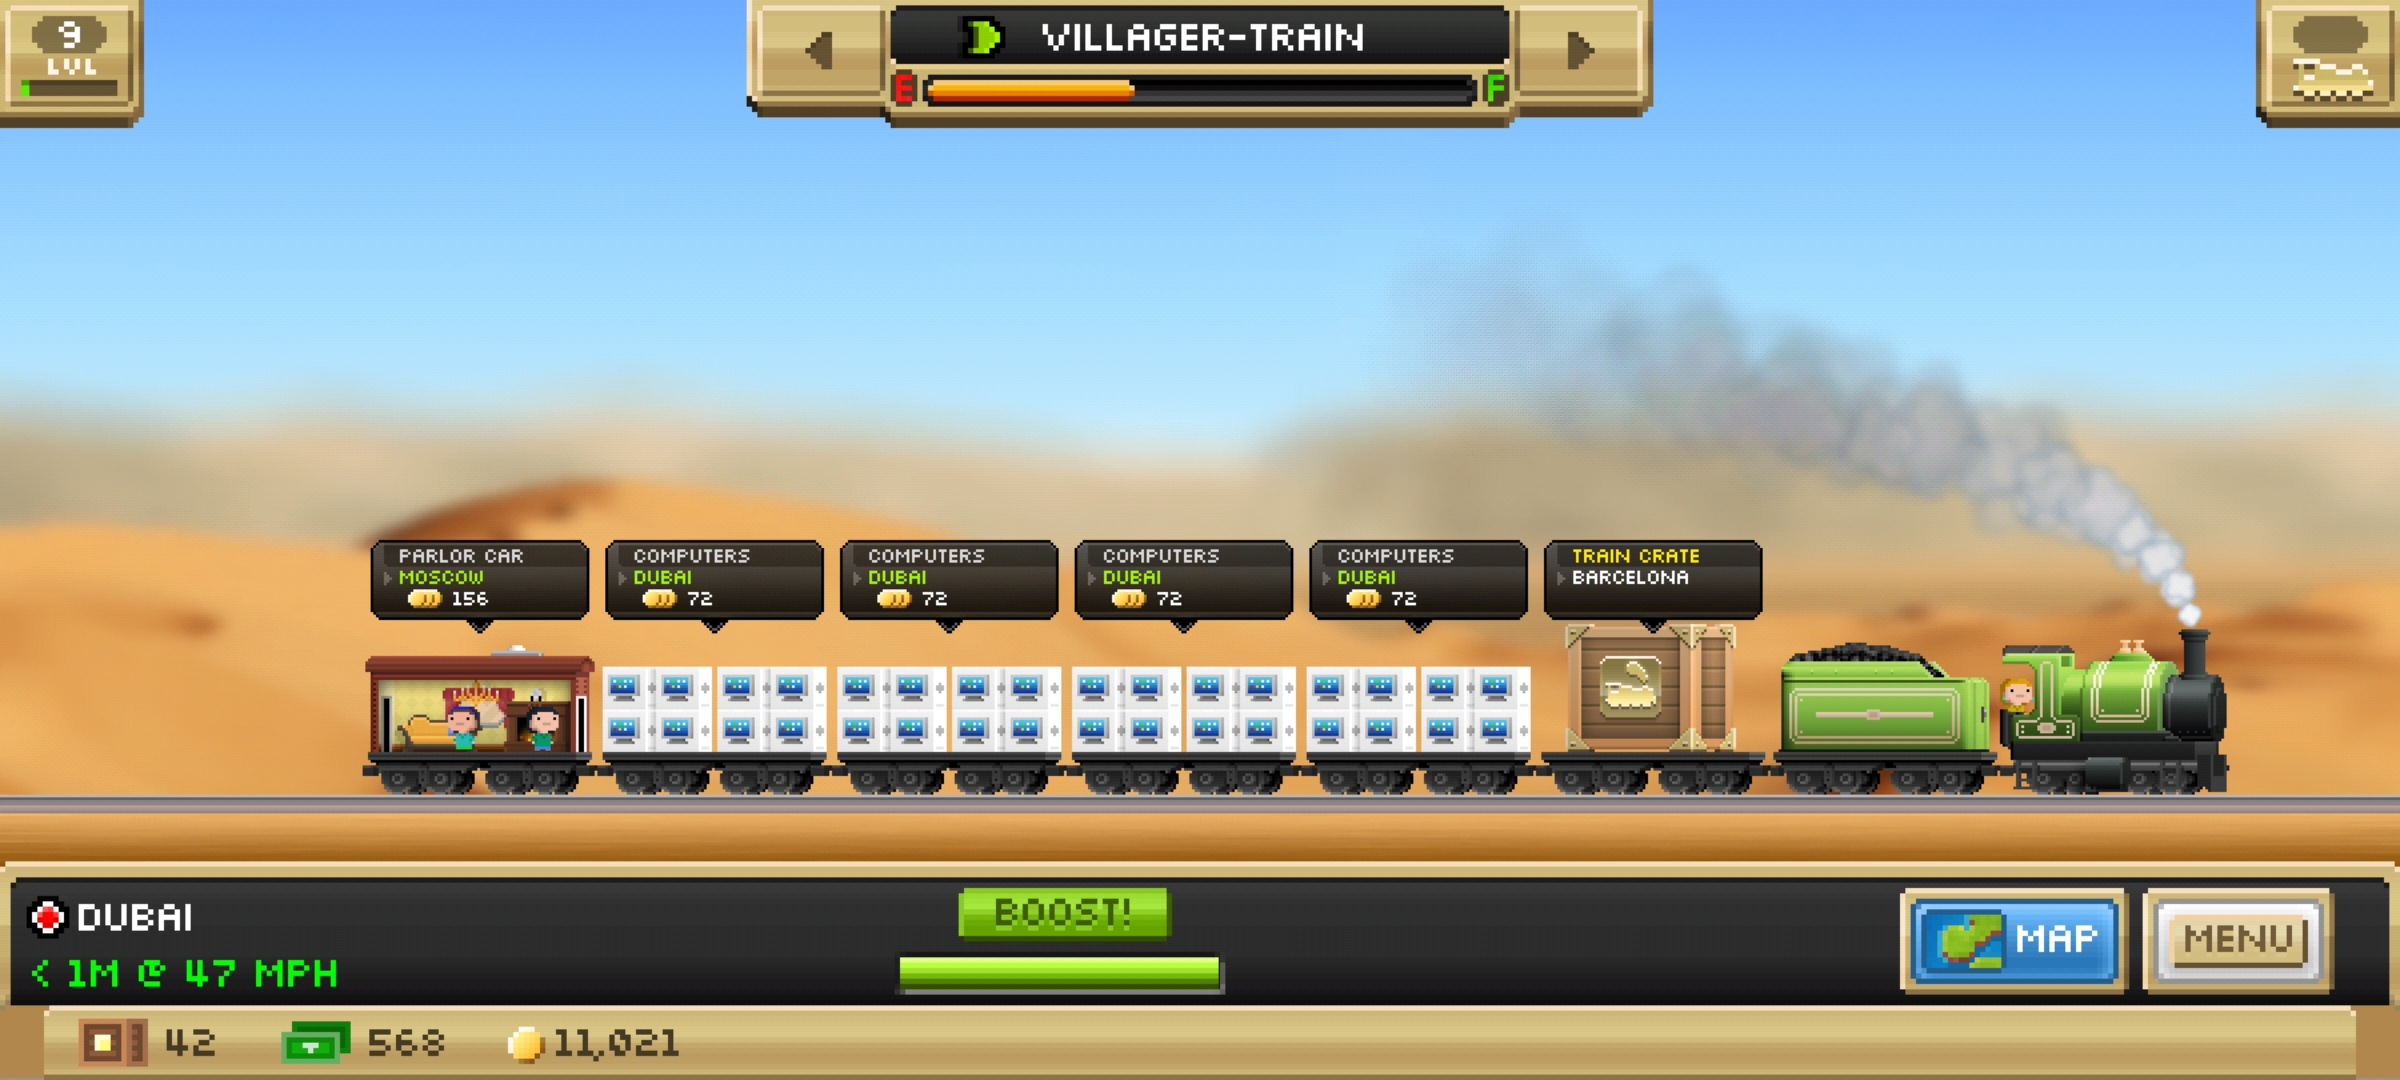 9
LVL
VILLAGER-TRAIN
E
F
PARLOR CAR
MOSCOW
156
COMPUTERS
DUBAI
72
COMPUTERS
DUBAI
72
COMPUTERS
DUBAI
72
COMPUTERS
DUBAI
72
TRAIN CRATE
BARCELONA
DUBAI
< 1M @ 47 MPH
BOOST!
MAP
MENU
42
568
11,021